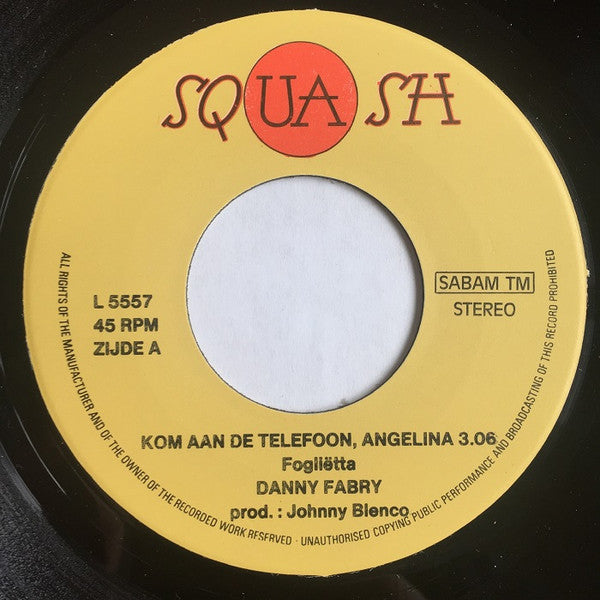 SQUASH
L 5557
45 RPM
ZIJDE A
SABAM TM
STEREO
KOM AAN DE TELEFOON, ANGELINA 3.06
Fogliëtta
DANNY FABRY
prod. : Johnny Blenco
ALL RIGHTS OF THE MANUFACTURER AND OF THE OWNER OF THE RECORDED WORK RESERVED · UNAUTHORISED COPYING PUBLIC PERFORMANCE AND BROADCASTING OF THIS RECORD PROHIBITED